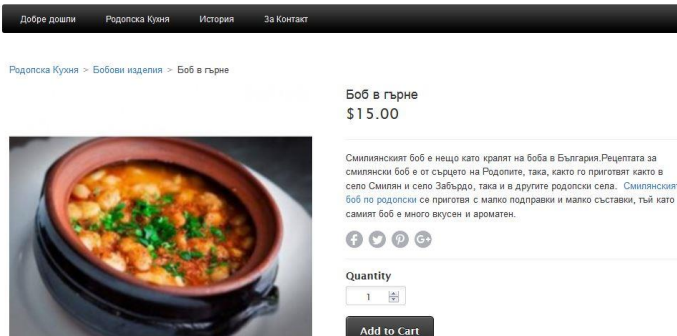 Добре дошли Родопска Кухня История За Контакт
Родопска Кухня > Бобови изделия > Боб в гърне
Боб в гърне
$15.00
Смилянският боб е нещо като кралят на боба в България.Рецептата за
смилянски боб е от сърцето на Родопите, така, както го приготвят както в
село Смилян и село Забърдо, така и в другите родопски села. Смилянския
боб по родопски се приготвя с малко подправки и малко съставки, тъй като
самият боб е много вкусен и ароматен.
Quantity
1
Add to Cart